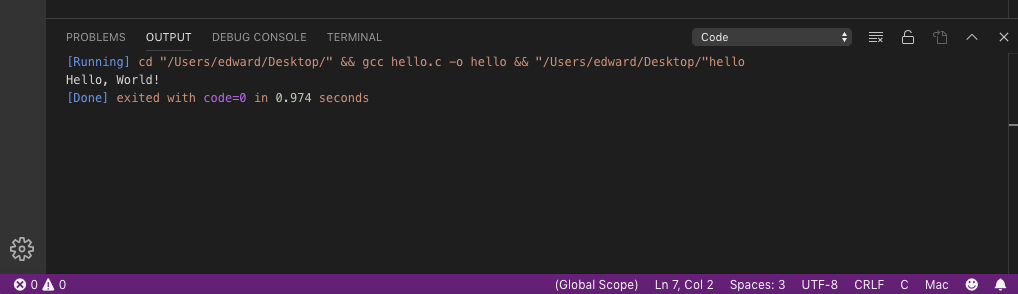 PROBLEMS OUTPUT DEBUG CONSOLE TERMINAL Code
[Running] cd "/Users/edward/Desktop/" && gcc hello.c -o hello && "/Users/edward/Desktop/"hello
Hello, World!
[Done] exited with code=0 in 0.974 seconds
0 0 (Global Scope) Ln 7, Col 2 Spaces: 3 UTF-8 CRLF C Mac